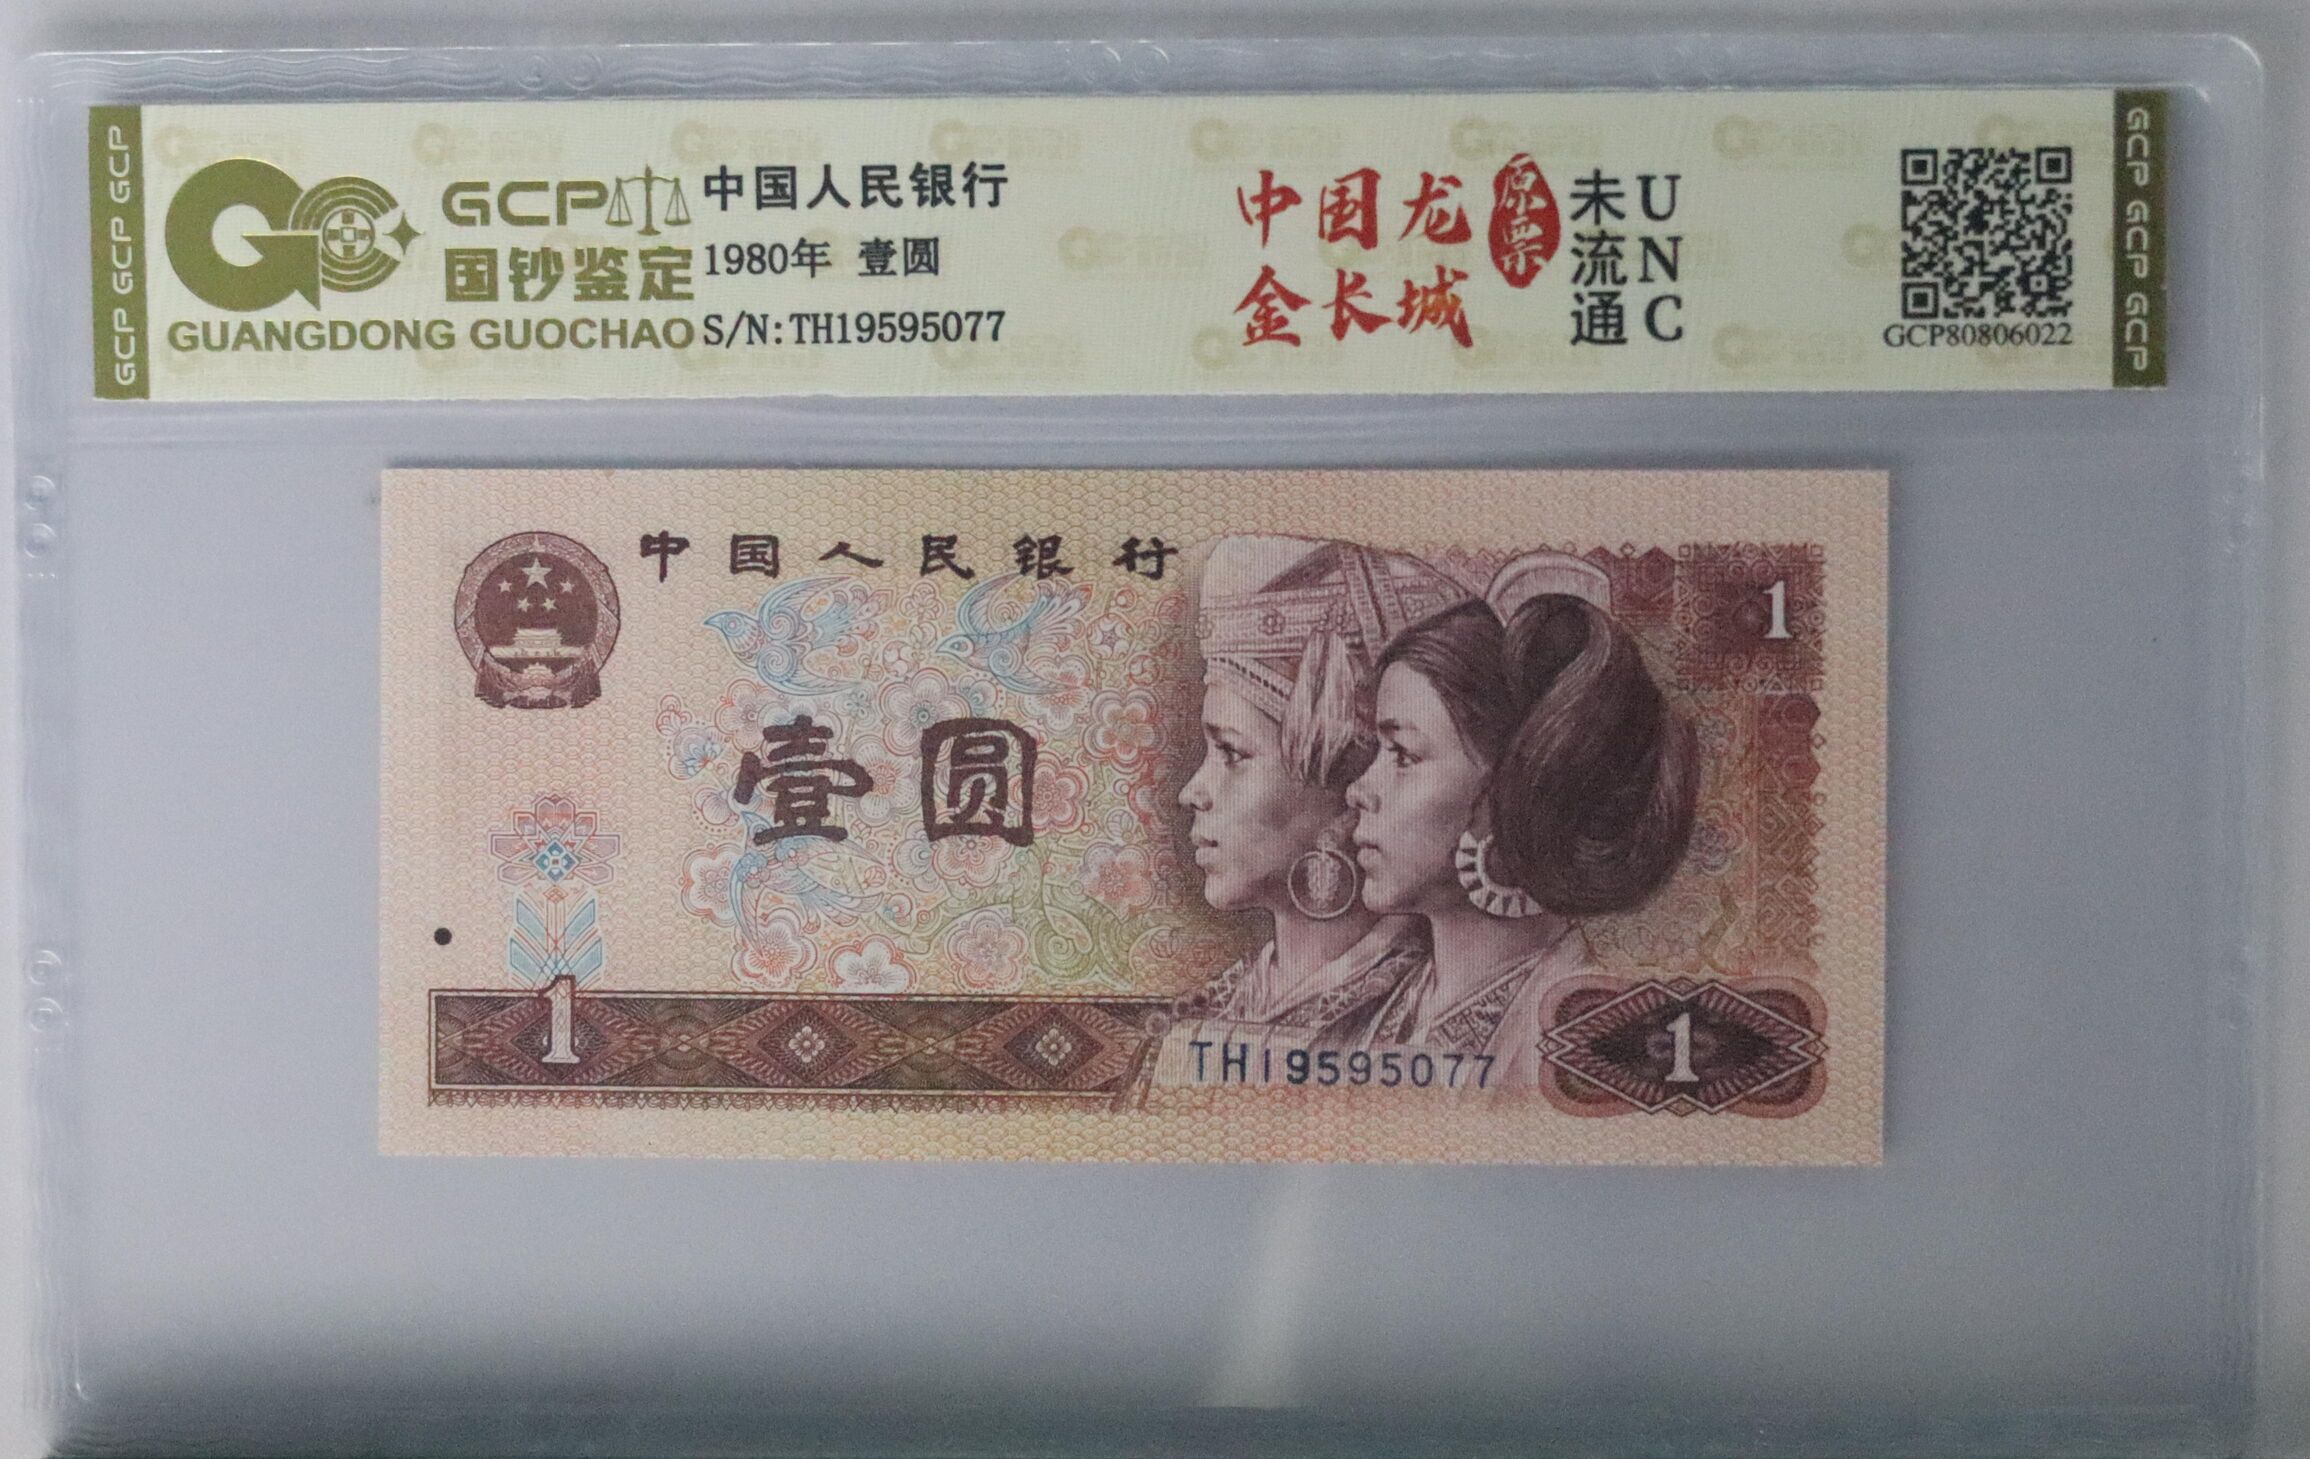 GCP GCP GCP
GCP
国钞鉴定
GUANGDONG GUOCHAO
中国人民银行
1980年 壹圆
S/N:TH19595077
中国龙
金长城
原票
未流通
UNC
GCP80806022
GCP GCP GCP
中国人民银行
1
壹圆
1
TH19595077
1